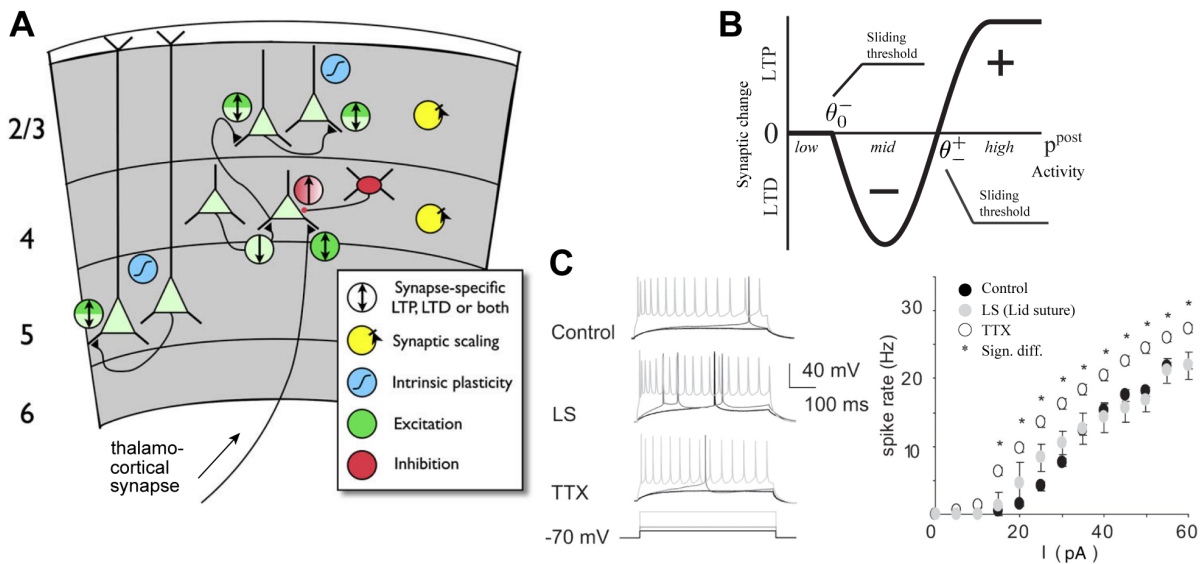 A
2/3
4
5
6
thalamo-
cortical
synapse
Synapse-specific
LTP, LTD or both
Synaptic scaling
Intrinsic plasticity
Excitation
Inhibition
B
Synaptic change
LTP
0
LTD
Sliding
threshold
θ₀⁻
low
mid
θ₋⁺
high
p^post
Activity
+
−
Sliding
threshold
C
Control
LS
TTX
-70 mV
40 mV
100 ms
spike rate (Hz)
30
20
10
0
20
40
60
I (pA)
Control
LS (Lid suture)
TTX
* Sign. diff.
* * * * * * * * * *